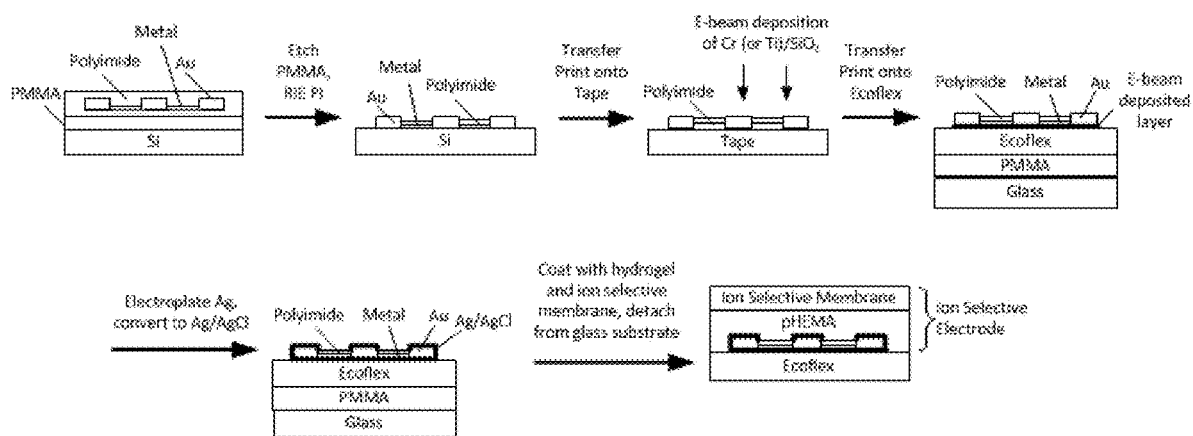 Metal
Polyimide
Au
PMMA
Si
Etch
PMMA,
RIE PI
Metal
Polyimide
Au
Si
Transfer
Print onto
Tape
E-beam deposition
of Cr (or Ti)/SiO2
Polyimide
Tape
Transfer
Print onto
Ecoflex
Polyimide
Metal
Au
E-beam
deposited
layer
Ecoflex
PMMA
Glass
Electroplate Ag,
convert to Ag/AgCl
Polyimide
Metal
Au
Ag/AgCl
Ecoflex
PMMA
Glass
Coat with hydrogel
and ion selective
membrane, detach
from glass substrate
Ion Selective Membrane
pHEMA
Ecoflex
Ion Selective
Electrode